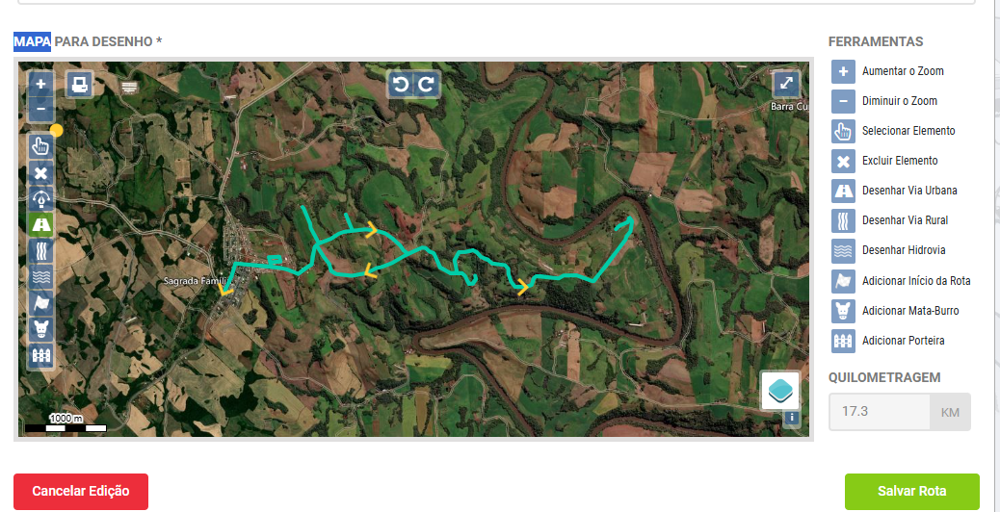 MAPA PARA DESENHO *
FERRAMENTAS
+ Aumentar o Zoom
− Diminuir o Zoom
Selecionar Elemento
Excluir Elemento
Desenhar Via Urbana
Desenhar Via Rural
Desenhar Hidrovia
Adicionar Início da Rota
Adicionar Mata-Burro
Adicionar Porteira
+
−
Barra Cu
Sagrada Famíli
1000 m
i
QUILOMETRAGEM
17.3 KM
Cancelar Edição
Salvar Rota